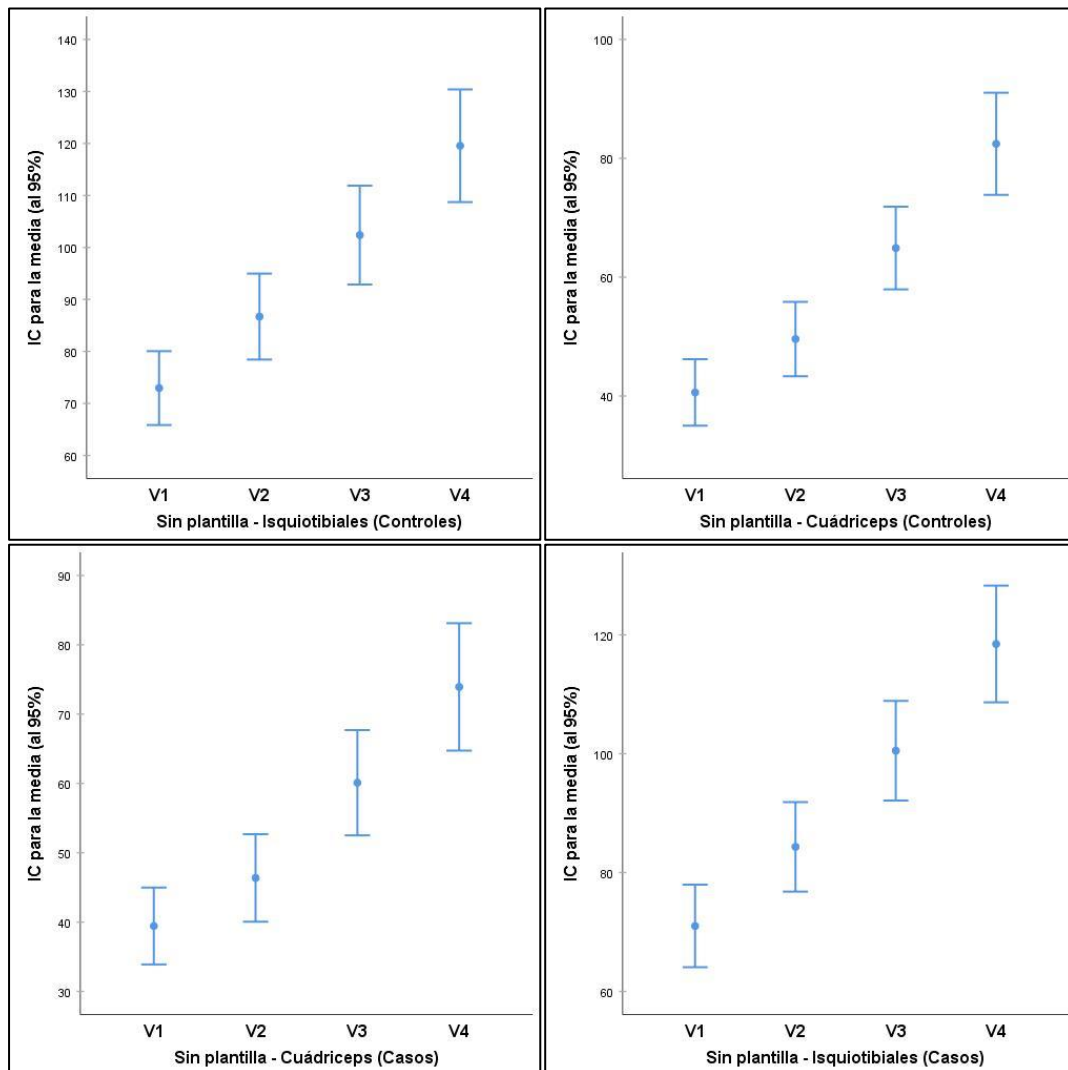 IC para la media (al 95%)
140
130
120
110
100
90
80
70
60
V1 V2 V3 V4
Sin plantilla - Isquiotibiales (Controles)
IC para la media (al 95%)
100
80
60
40
V1 V2 V3 V4
Sin plantilla - Cuádriceps (Controles)
IC para la media (al 95%)
90
80
70
60
50
40
30
V1 V2 V3 V4
Sin plantilla - Cuádriceps (Casos)
IC para la media (al 95%)
120
100
80
60
V1 V2 V3 V4
Sin plantilla - Isquiotibiales (Casos)